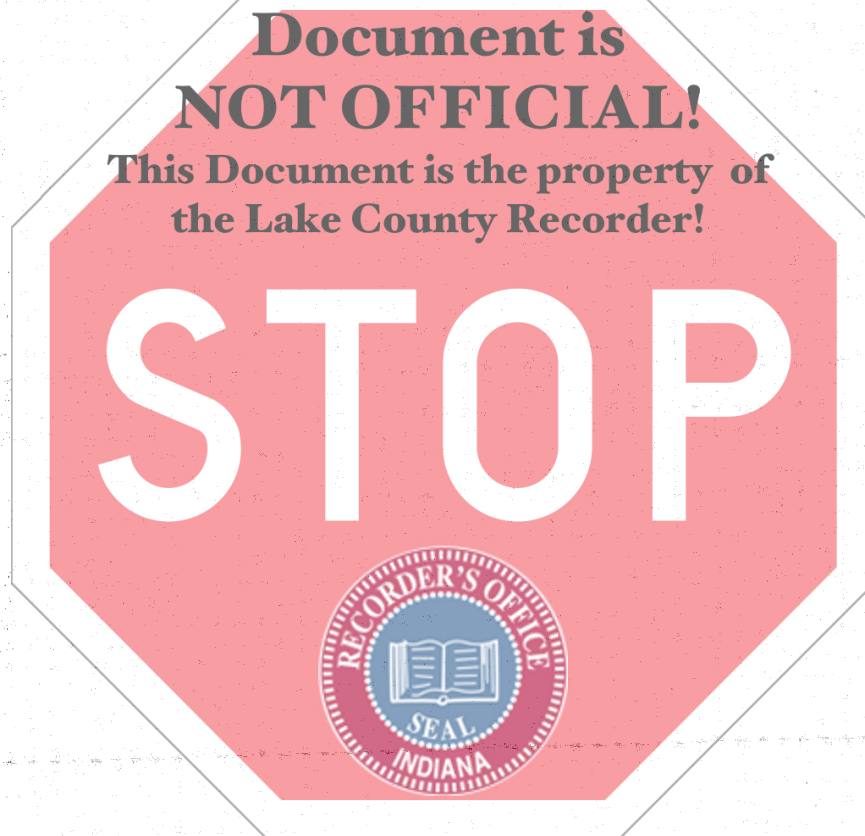 Document is
NOT OFFICIAL!
This Document is the property of
the Lake County Recorder!
STOP
RECORDER'S OFFICE
SEAL
INDIANA